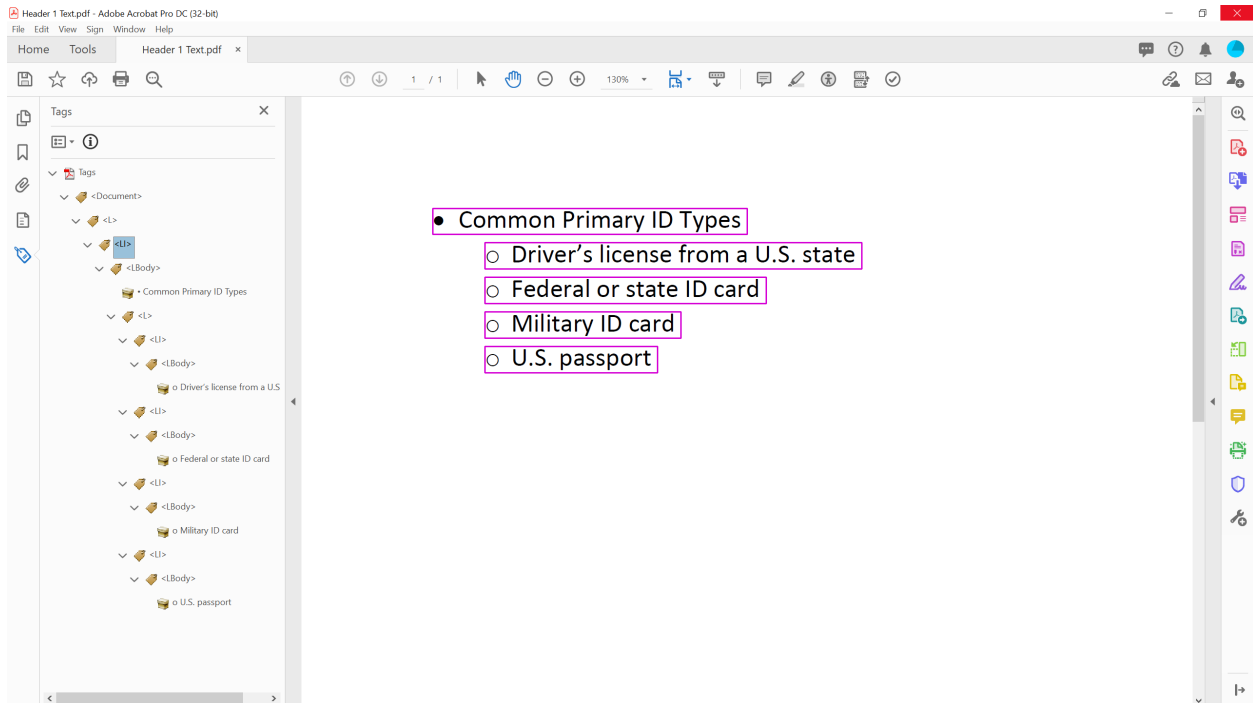 Header 1 Text.pdf - Adobe Acrobat Pro DC (32-bit)
File Edit View Sign Window Help
Home Tools Header 1 Text.pdf ×
1 / 1 130%
Tags
Tags
<Document>
<L>
<LI>
<LBody>
• Common Primary ID Types
<L>
<LI>
<LBody>
o Driver's license from a U.S
<LI>
<LBody>
o Federal or state ID card
<LI>
<LBody>
o Military ID card
<LI>
<LBody>
o U.S. passport
• Common Primary ID Types
o Driver’s license from a U.S. state
o Federal or state ID card
o Military ID card
o U.S. passport